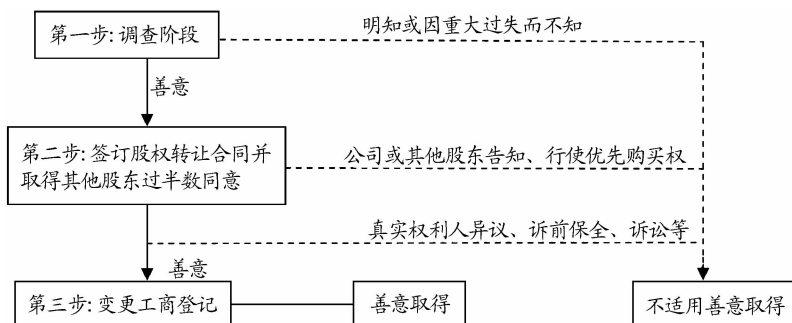 第一步:调查阶段
明知或因重大过失而不知
善意
第二步:签订股权转让合同并
取得其他股东过半数同意
公司或其他股东告知、行使优先购买权
真实权利人异议、诉前保全、诉讼等
善意
第三步:变更工商登记
善意取得
不适用善意取得